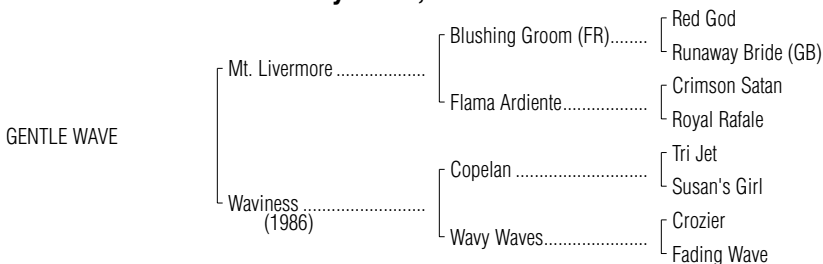 Red God
Blushing Groom (FR)........
Runaway Bride (GB)
Mt. Livermore ...................
Crimson Satan
Flama Ardiente..................
Royal Rafale
GENTLE WAVE
Tri Jet
Copelan ............................
Susan's Girl
Waviness ..........................
(1986)
Crozier
Wavy Waves......................
Fading Wave